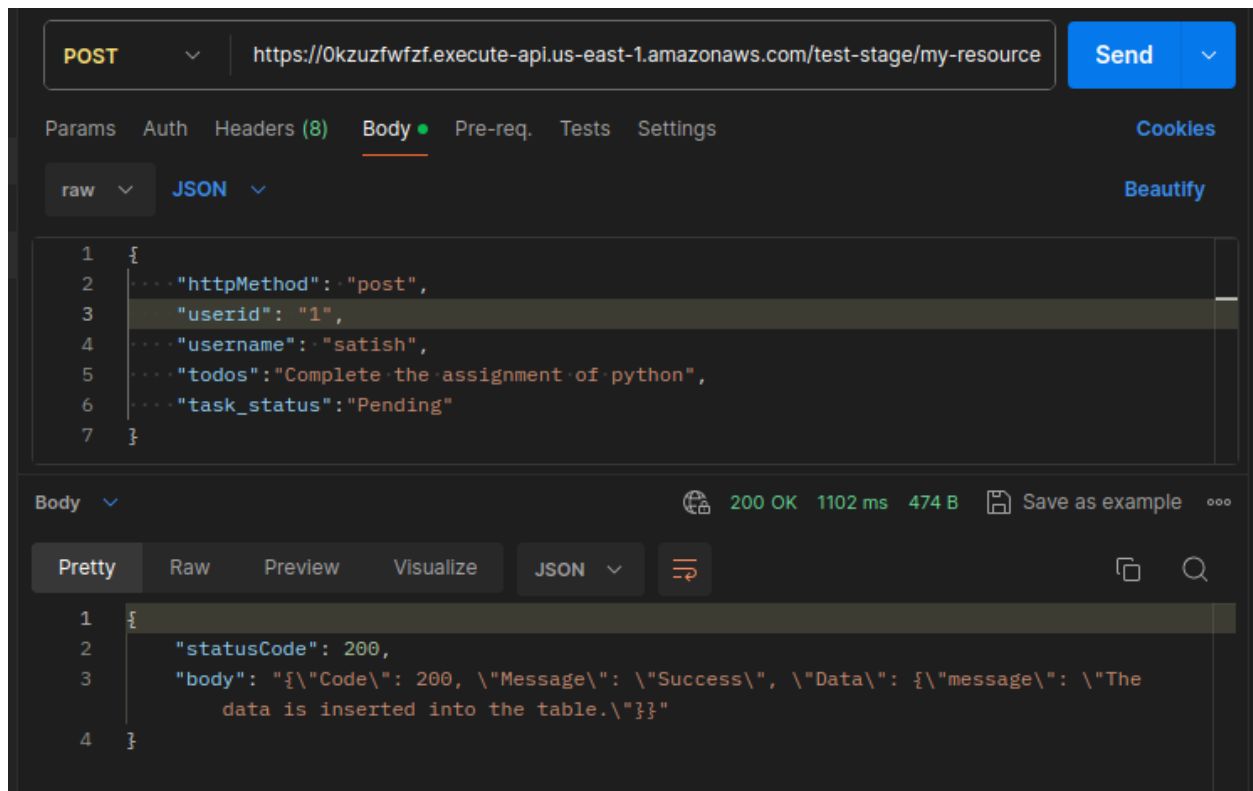 POST https://0kzuzfwfzf.execute-api.us-east-1.amazonaws.com/test-stage/my-resource Send
Params Auth Headers (8) Body Pre-req. Tests Settings Cookies
raw JSON Beautify
1 {
2 "httpMethod": "post",
3 "userid": "1",
4 "username": "satish",
5 "todos":"Complete the assignment of python",
6 "task_status":"Pending"
7 }
Body 200 OK 1102 ms 474 B Save as example
Pretty Raw Preview Visualize JSON
1 {
2 "statusCode": 200,
3 "body": "{\"Code\": 200, \"Message\": \"Success\", \"Data\": {\"message\": \"The
data is inserted into the table.\"}}"
4 }